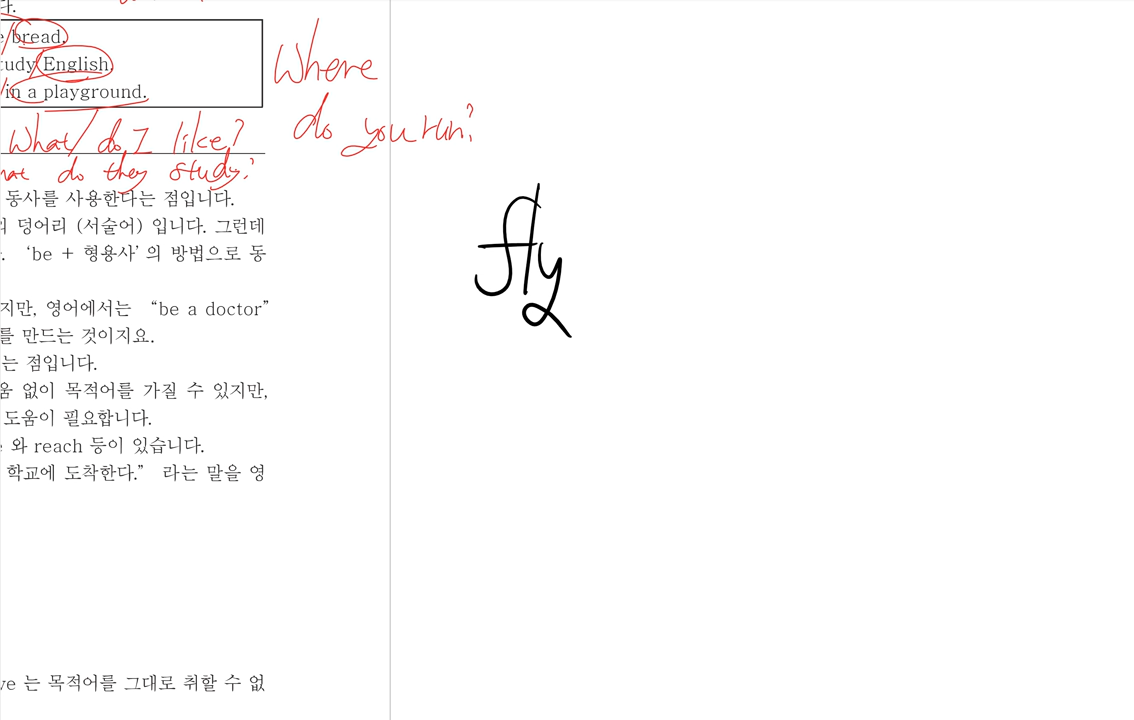 다.
bread.
study English.
in a playground.
Where
do you run?
What do I like?
do they study?
동사를 사용한다는 점입니다.
덩어리 (서술어) 입니다. 그런데
'be + 형용사' 의 방법으로 동
지만, 영어에서는 "be a doctor"
를 만드는 것이지요.
는 점입니다.
움 없이 목적어를 가질 수 있지만,
도움이 필요합니다.
와 reach 등이 있습니다.
학교에 도착한다." 라는 말을 영
ve 는 목적어를 그대로 취할 수 없
fly